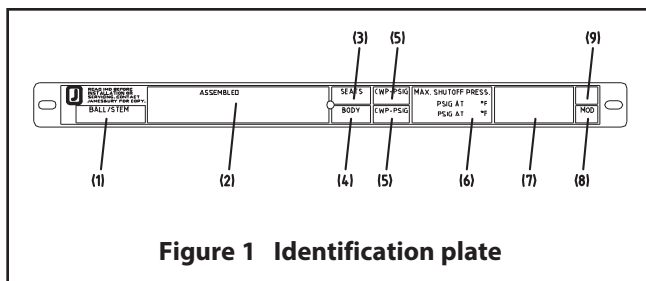 (3) (5) (9)
J
READ IMO BEFORE
INSTALLATION OR
SERVICING. CONTACT
JAMESBURY FOR COPY.
BALL/STEM
ASSEMBLED
SEATS
BODY
CWP-PSIG
CWP-PSIG
MAX. SHUTOFF PRESS.
PSIG AT °F
PSIG AT °F
MOD
(1) (2) (4) (5) (6) (7) (8)
Figure 1 Identification plate